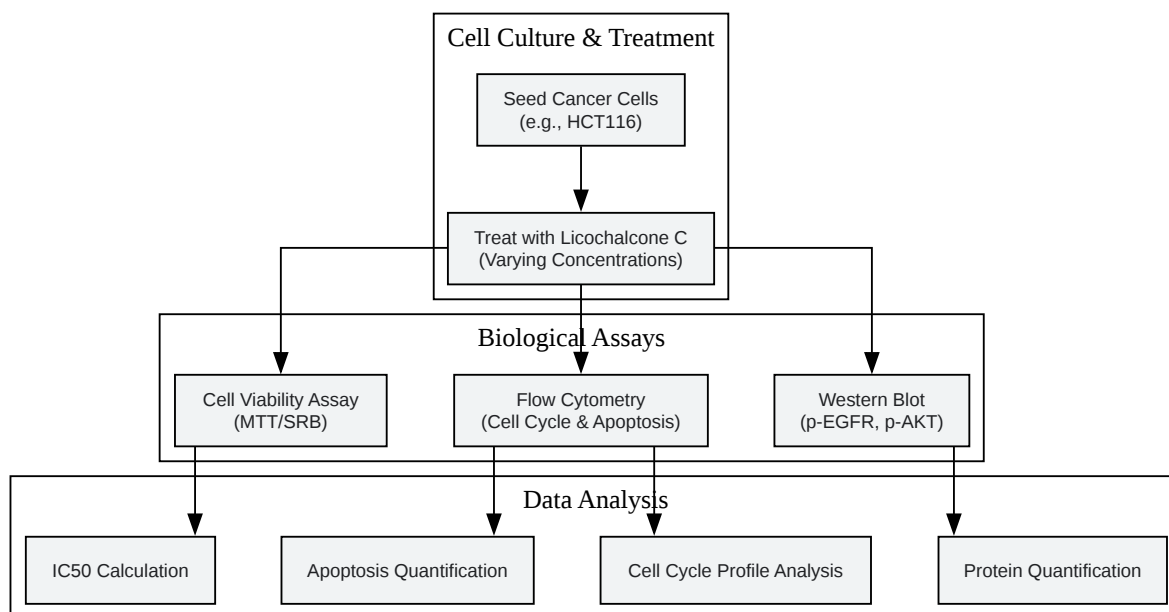 Cell Culture & Treatment
Seed Cancer Cells
(e.g., HCT116)
Treat with Licochalcone C
(Varying Concentrations)
Biological Assays
Cell Viability Assay
(MTT/SRB)
Flow Cytometry
(Cell Cycle & Apoptosis)
Western Blot
(p-EGFR, p-AKT)
Data Analysis
IC50 Calculation
Apoptosis Quantification
Cell Cycle Profile Analysis
Protein Quantification